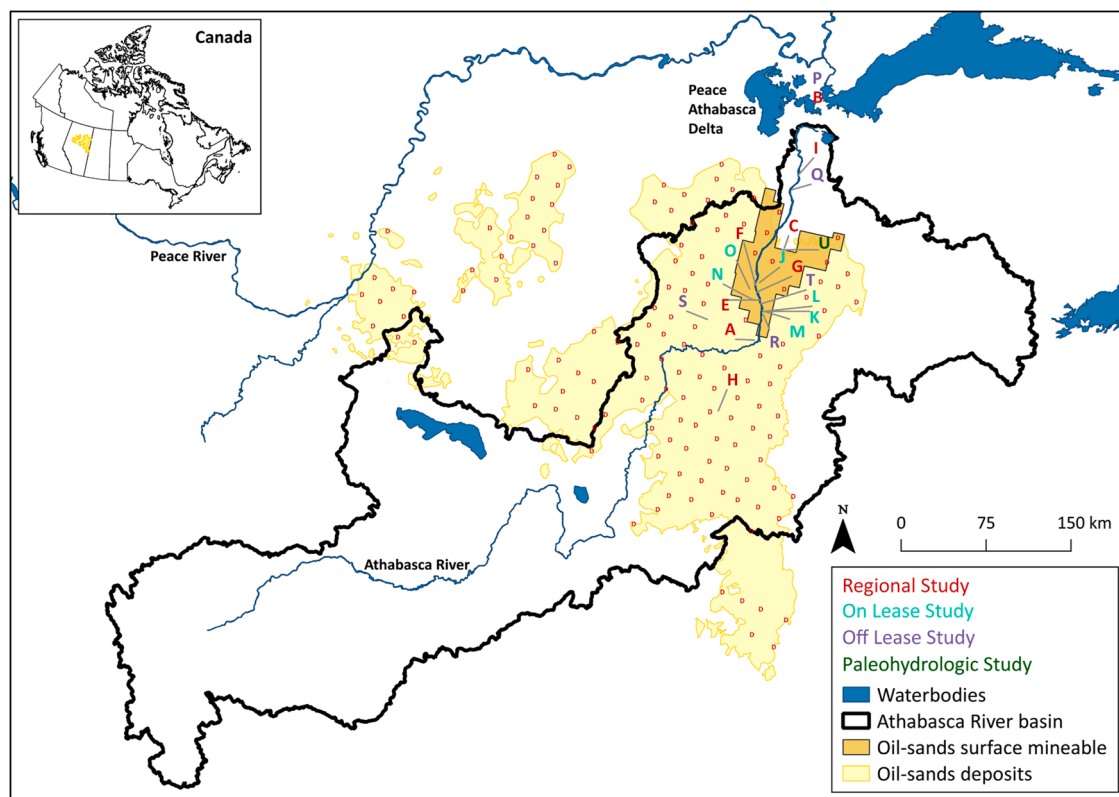 Canada
Peace
Athabasca
Delta
P
B
I
Q
C
F
U
O
J
G
N
T
L
S
E
K
A
M
R
H
D
Peace River
Athabasca River
N
0 75 150 km
Regional Study
On Lease Study
Off Lease Study
Paleohydrologic Study
Waterbodies
Athabasca River basin
Oil-sands surface mineable
Oil-sands deposits